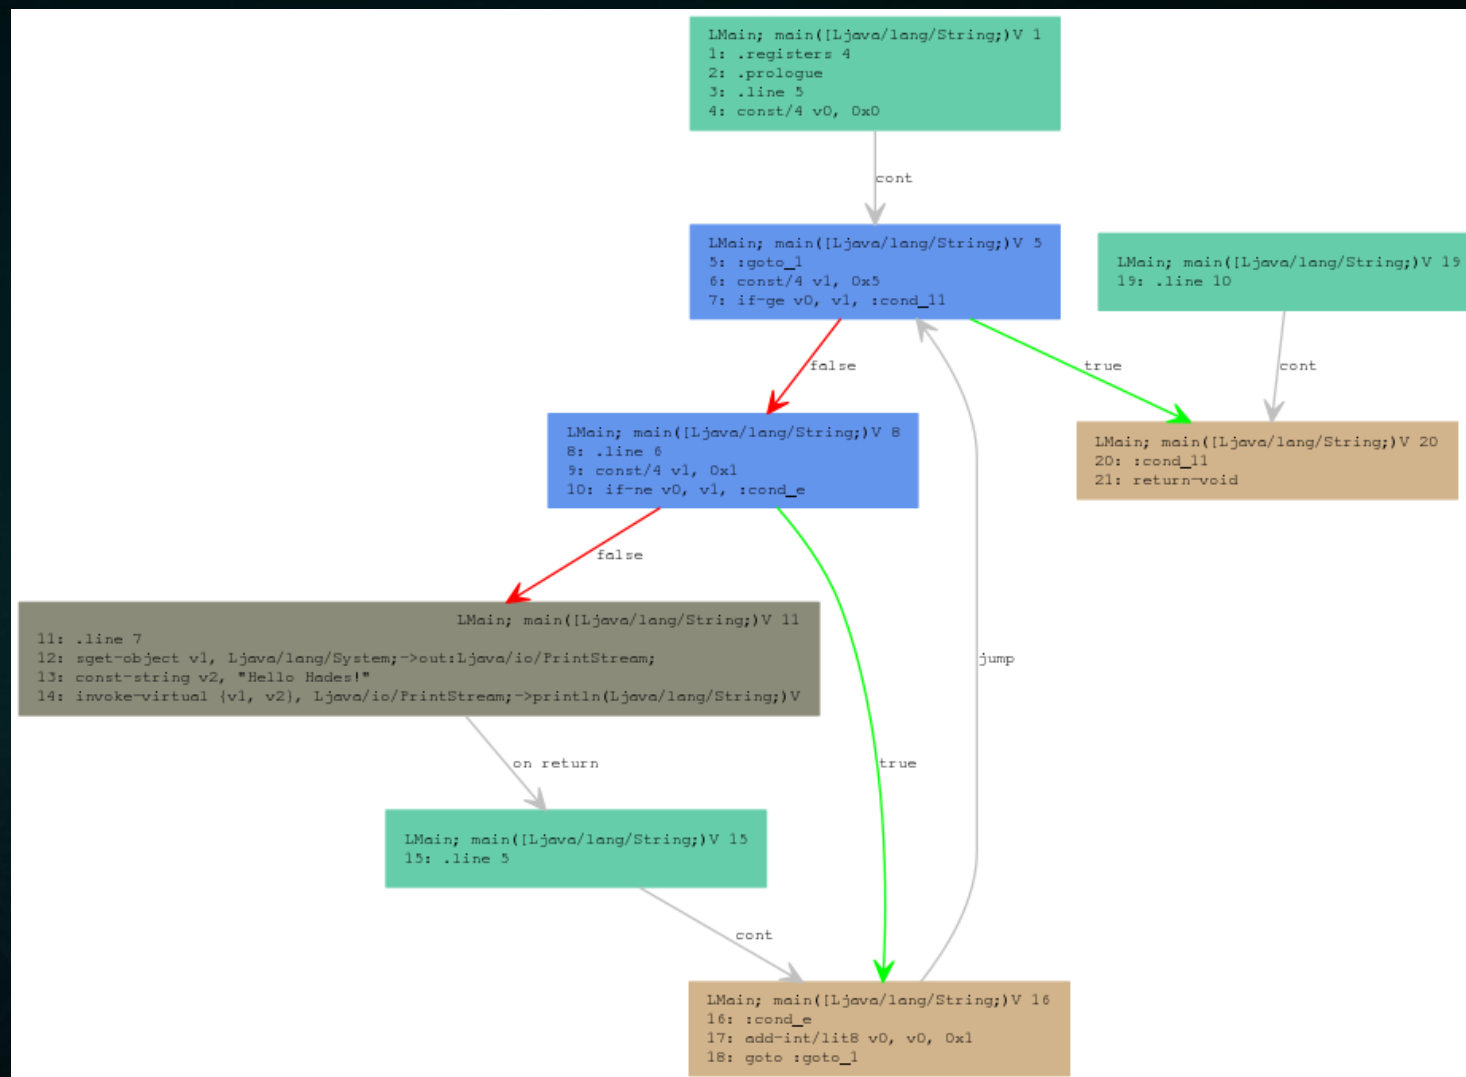 LMain; main([Ljava/lang/String;)V 1
1: .registers 4
2: .prologue
3: .line 5
4: const/4 v0, 0x0
cont
LMain; main([Ljava/lang/String;)V 5
5: :goto_1
6: const/4 v1, 0x5
7: if-ge v0, v1, :cond_11
LMain; main([Ljava/lang/String;)V 19
19: .line 10
false
true
cont
LMain; main([Ljava/lang/String;)V 8
8: .line 6
9: const/4 v1, 0x1
10: if-ne v0, v1, :cond_e
LMain; main([Ljava/lang/String;)V 20
20: :cond_11
21: return-void
false
LMain; main([Ljava/lang/String;)V 11
11: .line 7
12: sget-object v1, Ljava/lang/System;->out:Ljava/io/PrintStream;
13: const-string v2, "Hello Hades!"
14: invoke-virtual {v1, v2}, Ljava/io/PrintStream;->println(Ljava/lang/String;)V
jump
on return
true
LMain; main([Ljava/lang/String;)V 15
15: .line 5
cont
LMain; main([Ljava/lang/String;)V 16
16: :cond_e
17: add-int/lit8 v0, v0, 0x1
18: goto :goto_1